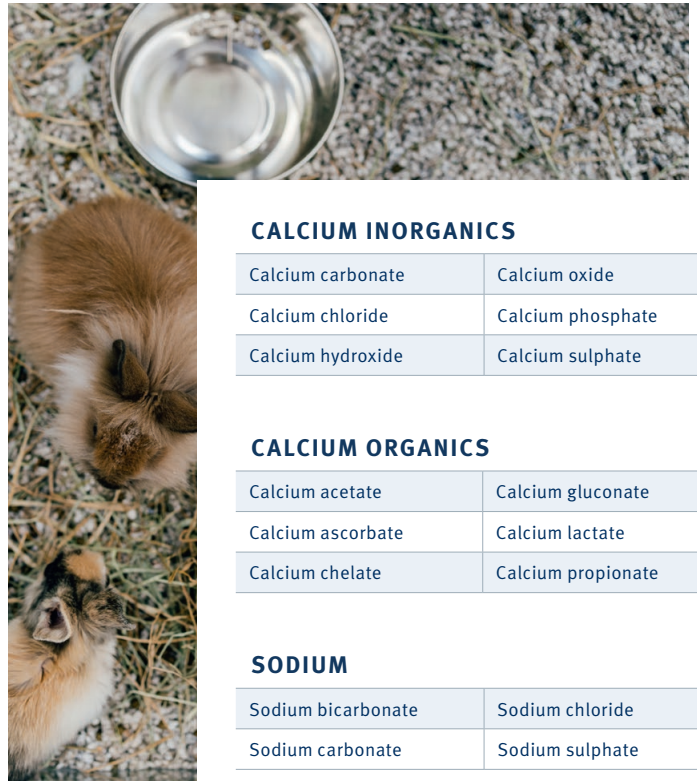 CALCIUM INORGANICS
Calcium carbonate Calcium oxide
Calcium chloride Calcium phosphate
Calcium hydroxide Calcium sulphate
CALCIUM ORGANICS
Calcium acetate Calcium gluconate
Calcium ascorbate Calcium lactate
Calcium chelate Calcium propionate
SODIUM
Sodium bicarbonate Sodium chloride
Sodium carbonate Sodium sulphate